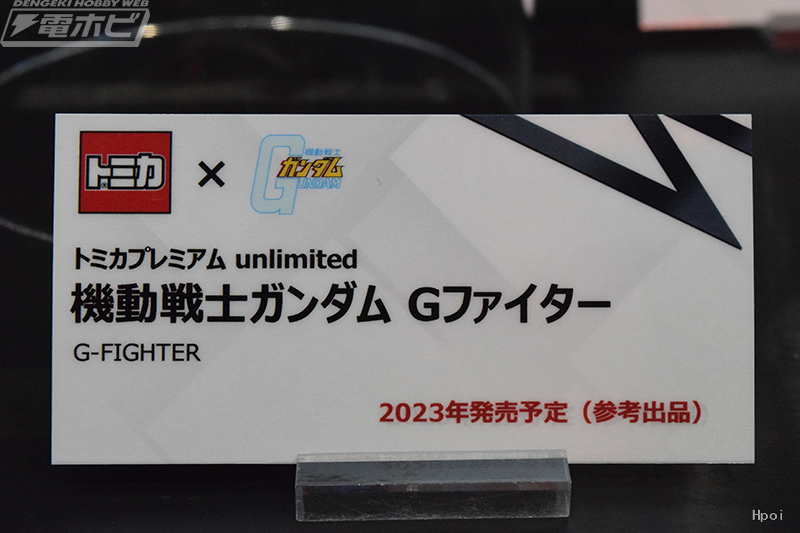 DENGEKI HOBBY WEB
電ホビ
トミカ
×
機動戦士
ガンダム
GUNDAM
トミカプレミアム unlimited
機動戦士ガンダム Gファイター
G-FIGHTER
2023年発売予定（参考出品）
Hpoi